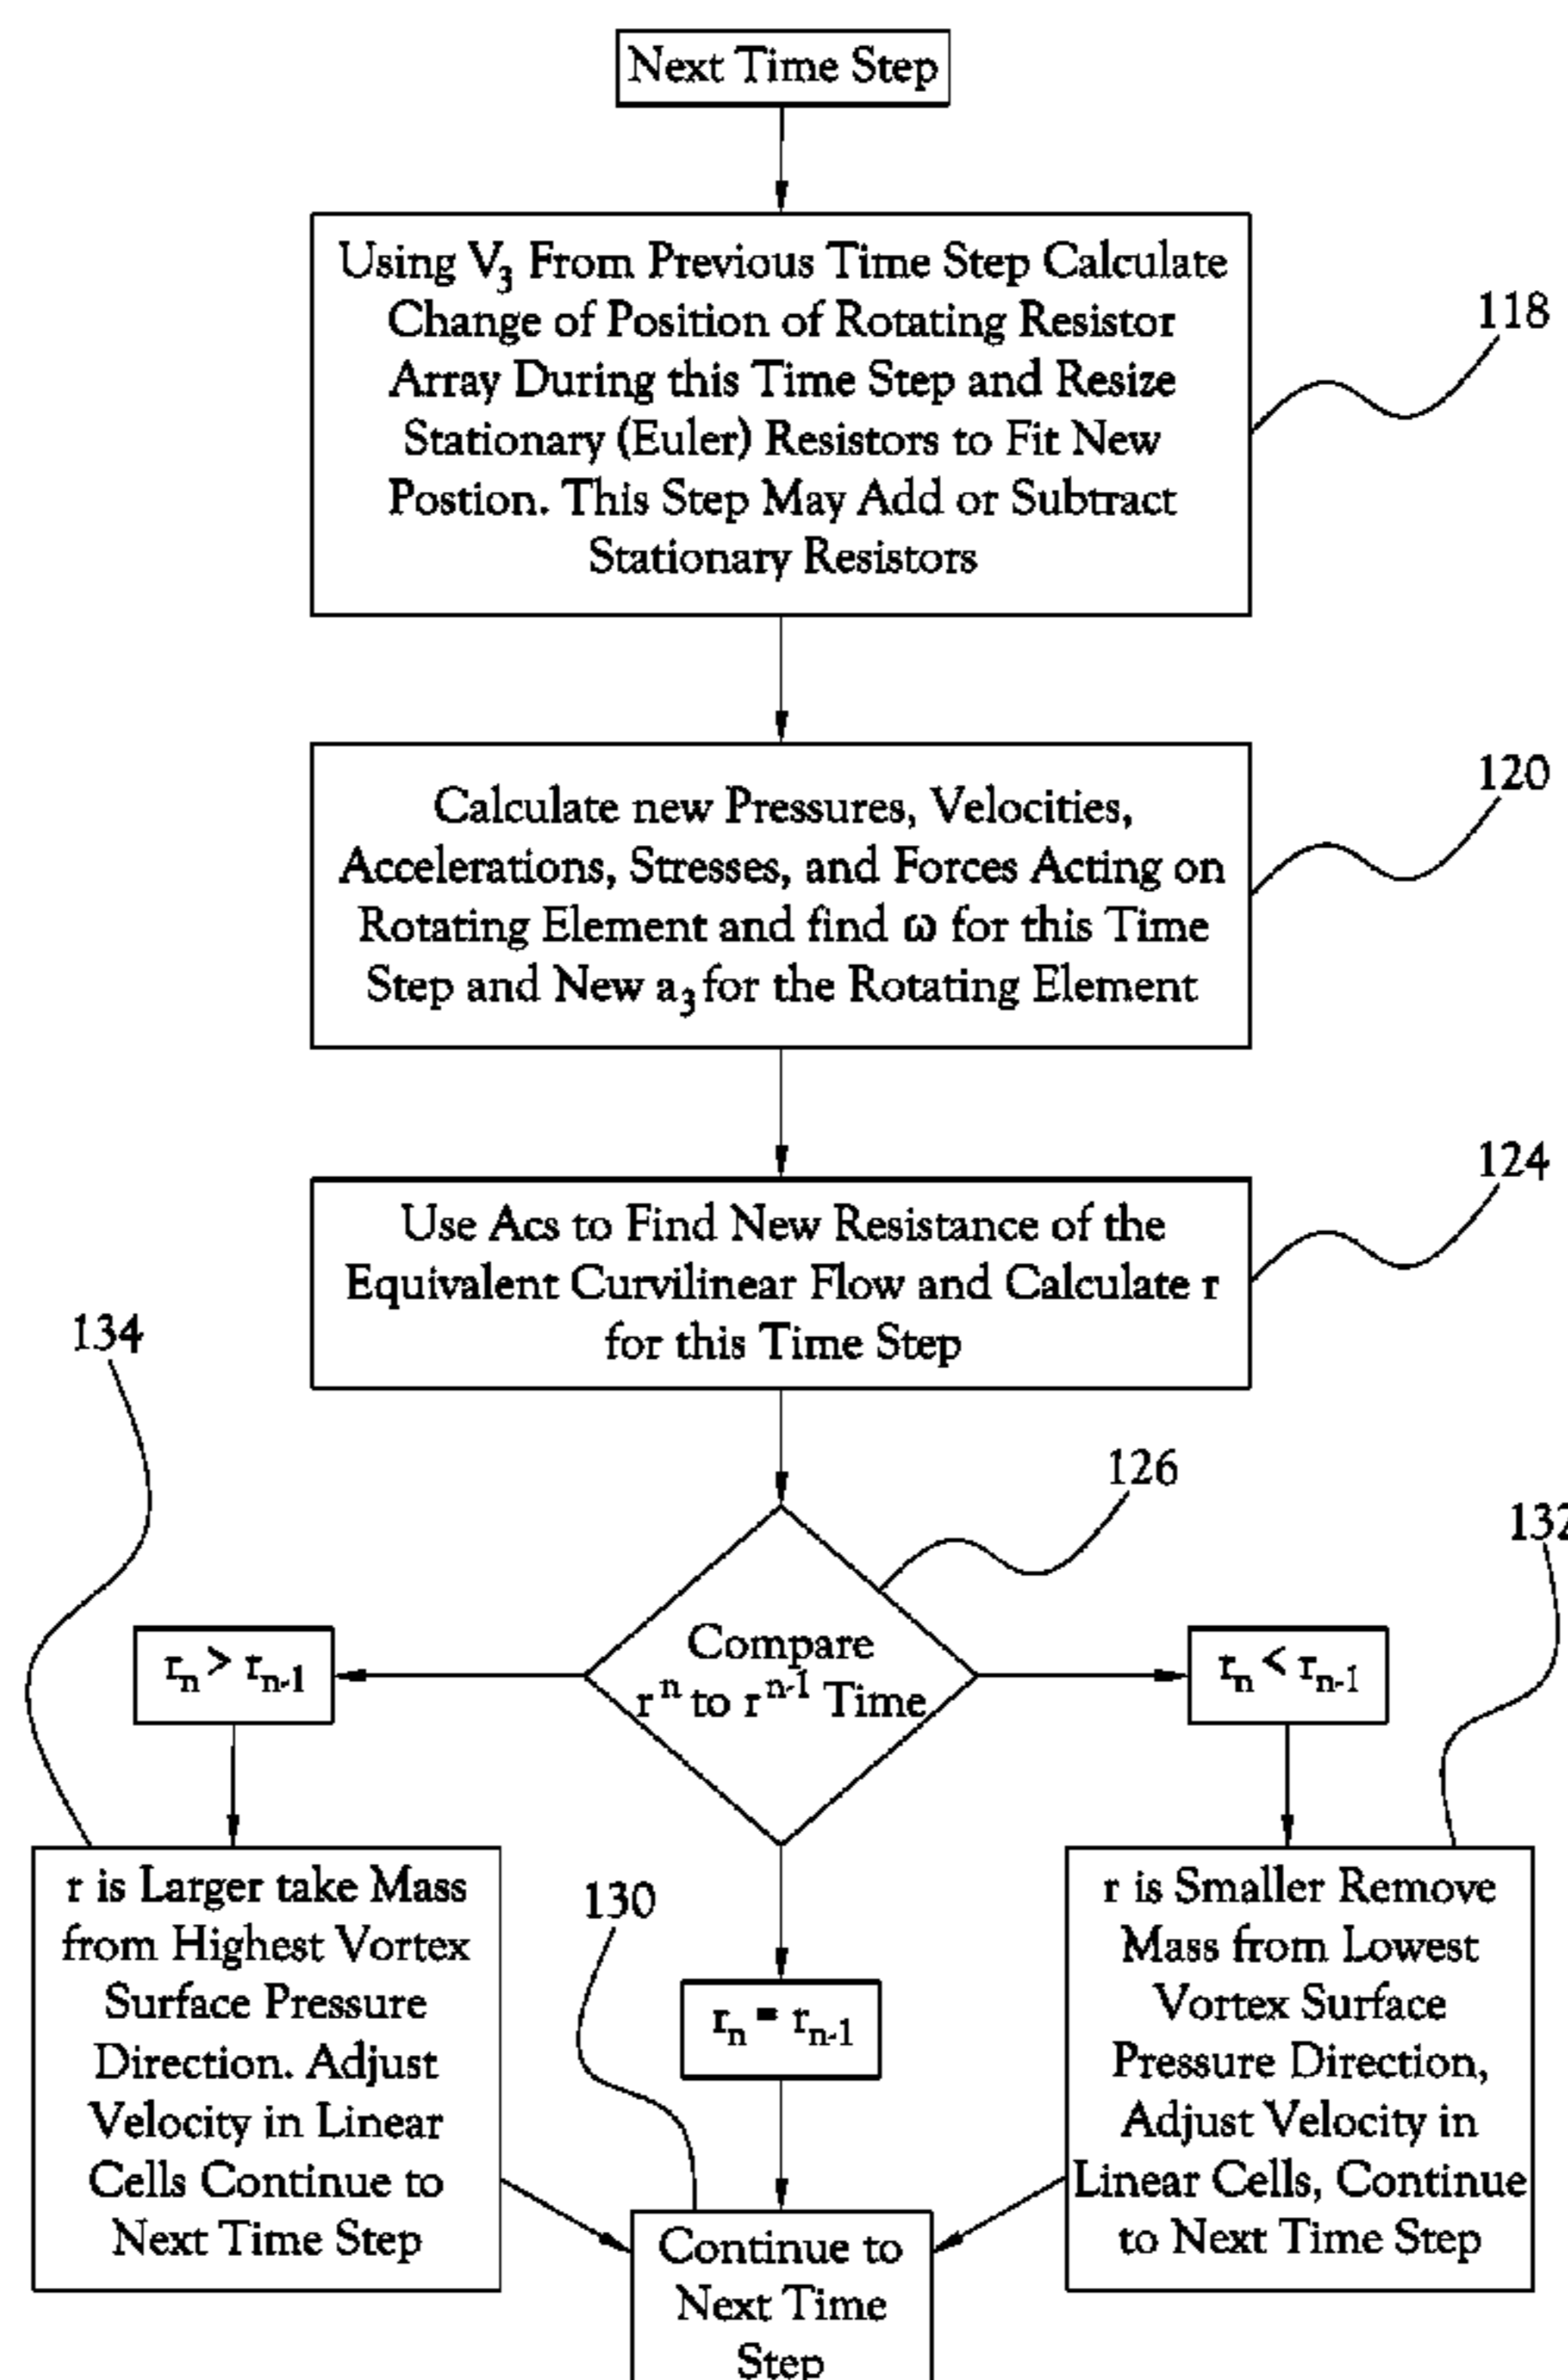 Next Time Step
Using V₃ From Previous Time Step Calculate
Change of Position of Rotating Resistor
Array During this Time Step and Resize
Stationary (Euler) Resistors to Fit New
Postion. This Step May Add or Subtract
Stationary Resistors
118
Calculate new Pressures, Velocities,
Accelerations, Stresses, and Forces Acting on
Rotating Element and find ω for this Time
Step and New a₃ for the Rotating Element
120
Use Acs to Find New Resistance of the
Equivalent Curvilinear Flow and Calculate r
for this Time Step
124
134
126
132
Compare
rⁿ to rⁿ⁻¹ Time
rₙ > rₙ₋₁
rₙ < rₙ₋₁
r is Larger take Mass
from Highest Vortex
Surface Pressure
Direction. Adjust
Velocity in Linear
Cells Continue to
Next Time Step
130
rₙ = rₙ₋₁
r is Smaller Remove
Mass from Lowest
Vortex Surface
Pressure Direction,
Adjust Velocity in
Linear Cells, Continue
to Next Time Step
Continue to
Next Time
Step